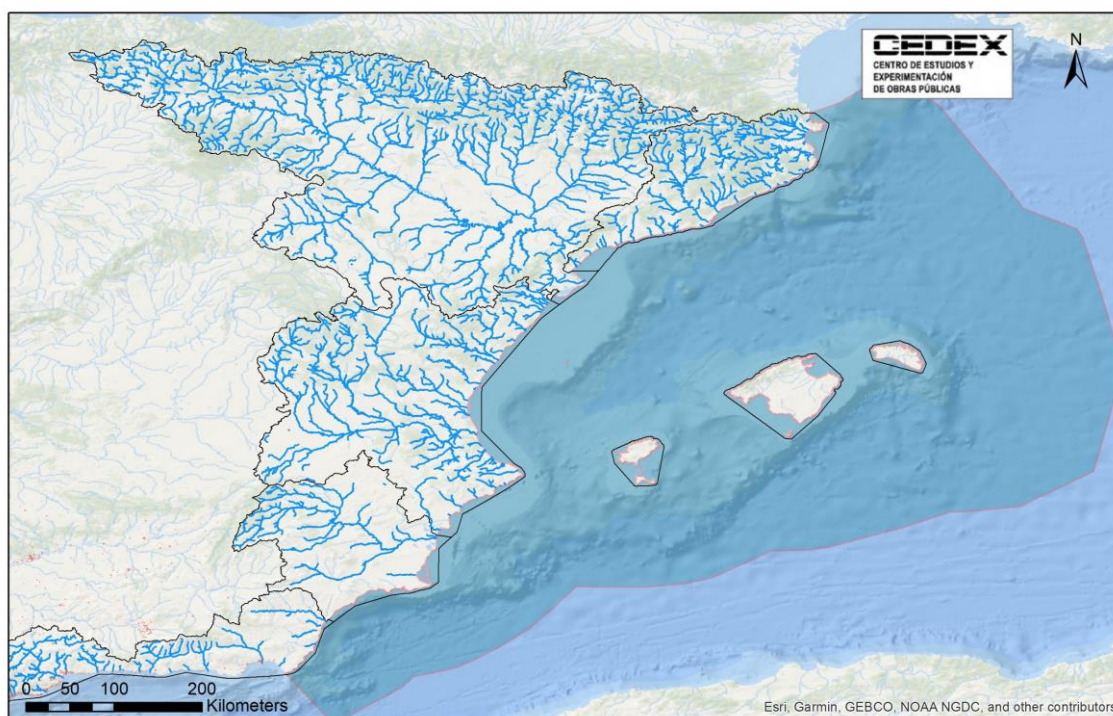 CEDEX
CENTRO DE ESTUDIOS Y
EXPERIMENTACIÓN
DE OBRAS PÚBLICAS
N
0 50 100 200
Kilometers
Esri, Garmin, GEBCO, NOAA NGDC, and other contributors